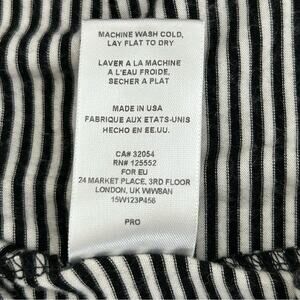 MACHINE WASH COLD,
LAY FLAT TO DRY
LAVER A LA MACHINE
A L'EAU FROIDE,
SECHER A PLAT
MADE IN USA
FABRIQUE AUX ETATS-UNIS
HECHO EN EE.UU.
CA# 32054
RN# 125552
FOR EU
24 MARKET PLACE, 3RD FLOOR
LONDON, UK WIW8AN
15W123P456
PRO